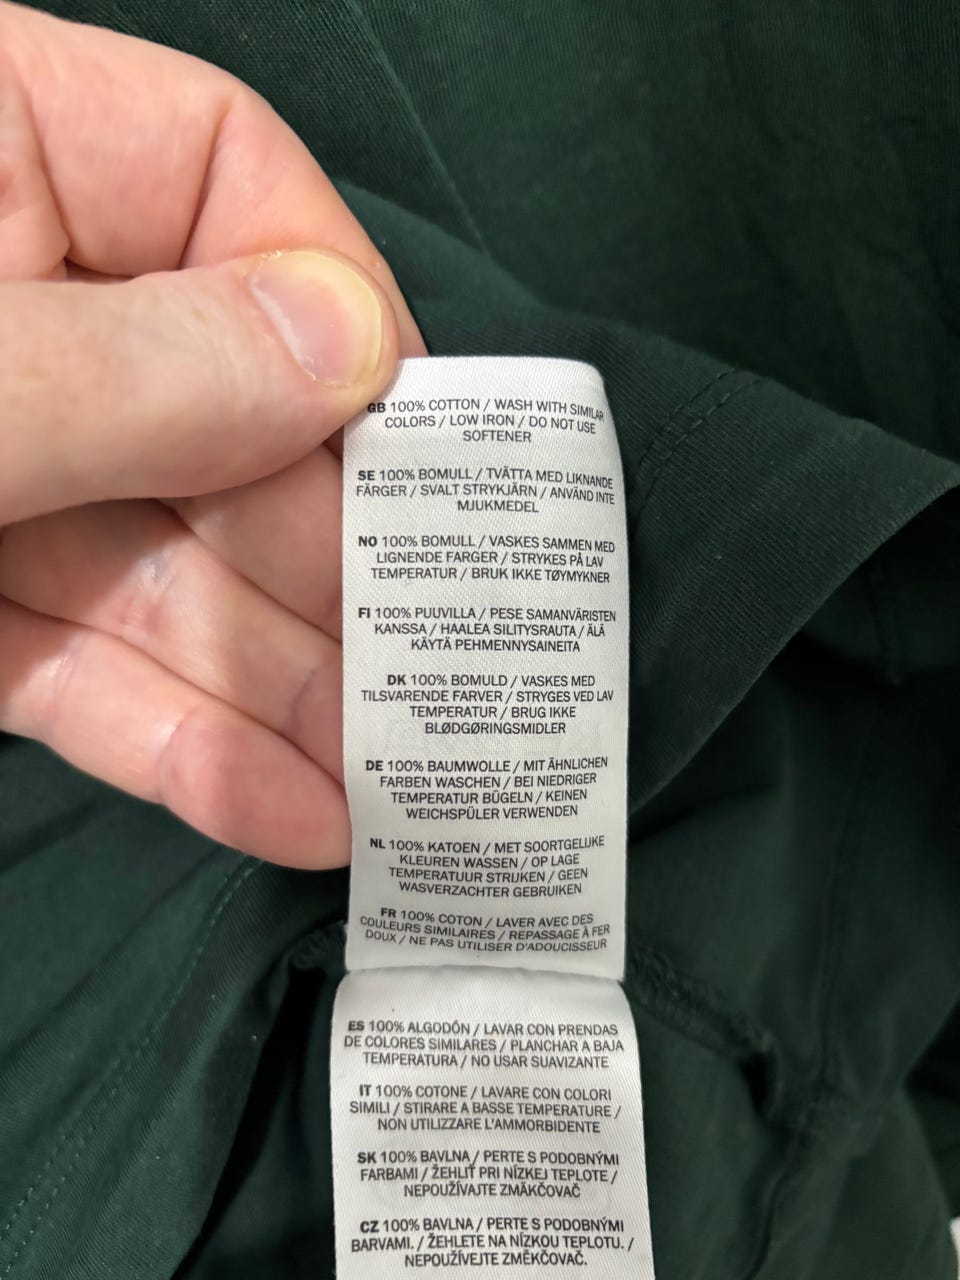 GB 100% COTTON / WASH WITH SIMILAR
COLORS / LOW IRON / DO NOT USE
SOFTENER
SE 100% BOMULL / TVÄTTA MED LIKNANDE
FÄRGER / SVALT STRYKJÄRN / ANVÄND INTE
MJUKMEDEL
NO 100% BOMULL / VASKES SAMMEN MED
LIGNENDE FARGER / STRYKES PÅ LAV
TEMPERATUR / BRUK IKKE TØYMYKNER
FI 100% PUUVILLA / PESE SAMANVÄRISTEN
KANSSA / HAALEA SILITYSRAUTA / ÄLÄ
KÄYTÄ PEHMENNYSAINEITA
DK 100% BOMULD / VASKES MED
TILSVARENDE FARVER / STRYGES VED LAV
TEMPERATUR / BRUG IKKE
BLØDGØRINGSMIDLER
DE 100% BAUMWOLLE / MIT ÄHNLICHEN
FARBEN WASCHEN / BEI NIEDRIGER
TEMPERATUR BÜGELN / KEINEN
WEICHSPÜLER VERWENDEN
NL 100% KATOEN / MET SOORTGELIJKE
KLEUREN WASSEN / OP LAGE
TEMPERATUUR STRIJKEN / GEEN
WASVERZACHTER GEBRUIKEN
FR 100% COTON / LAVER AVEC DES
COULEURS SIMILAIRES / REPASSAGE À FER
DOUX / NE PAS UTILISER D'ADOUCISSEUR
ES 100% ALGODÓN / LAVAR CON PRENDAS
DE COLORES SIMILARES / PLANCHAR A BAJA
TEMPERATURA / NO USAR SUAVIZANTE
IT 100% COTONE / LAVARE CON COLORI
SIMILI / STIRARE A BASSE TEMPERATURE /
NON UTILIZZARE L'AMMORBIDENTE
SK 100% BAVLNA / PERTE S PODOBNÝMI
FARBAMI / ŽEHLIŤ PRI NÍZKEJ TEPLOTE /
NEPOUŽÍVAJTE ZMÄKČOVAČ
CZ 100% BAVLNA / PERTE S PODOBNÝMI
BARVAMI. / ŽEHLETE NA NÍZKOU TEPLOTU. /
NEPOUŽÍVEJTE ZMĚKČOVAČ.